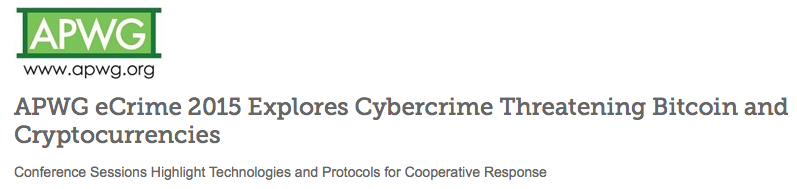 APWG
www.apwg.org
APWG eCrime 2015 Explores Cybercrime Threatening Bitcoin and
Cryptocurrencies
Conference Sessions Highlight Technologies and Protocols for Cooperative Response